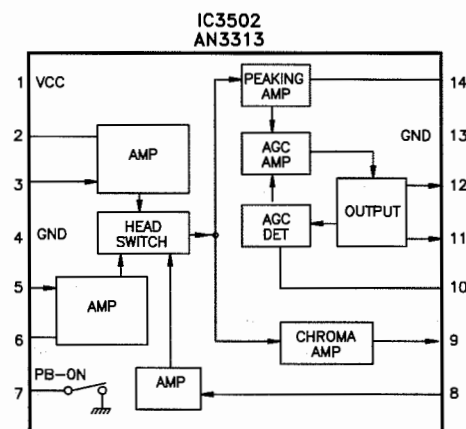 IC3502
AN3313
1 VCC
PEAKING
AMP
14
2
AMP
GND 13
AGC
AMP
3
12
4 GND
HEAD
SWITCH
AGC
DET
OUTPUT
11
5
AMP
10
6
CHROMA
AMP
9
7 PB-ON
AMP
8